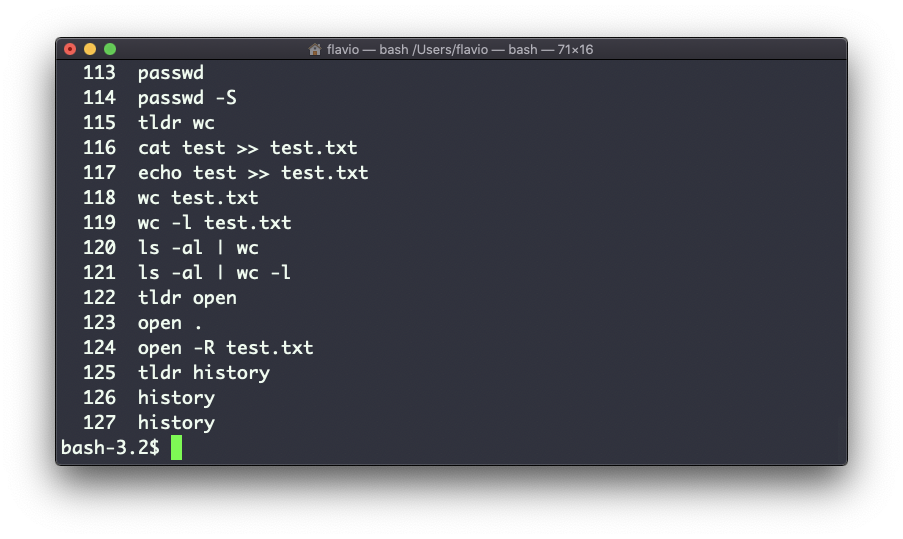 flavio — bash /Users/flavio — bash — 71×16
113 passwd
114 passwd -S
115 tldr wc
116 cat test >> test.txt
117 echo test >> test.txt
118 wc test.txt
119 wc -l test.txt
120 ls -al | wc
121 ls -al | wc -l
122 tldr open
123 open .
124 open -R test.txt
125 tldr history
126 history
127 history
bash-3.2$